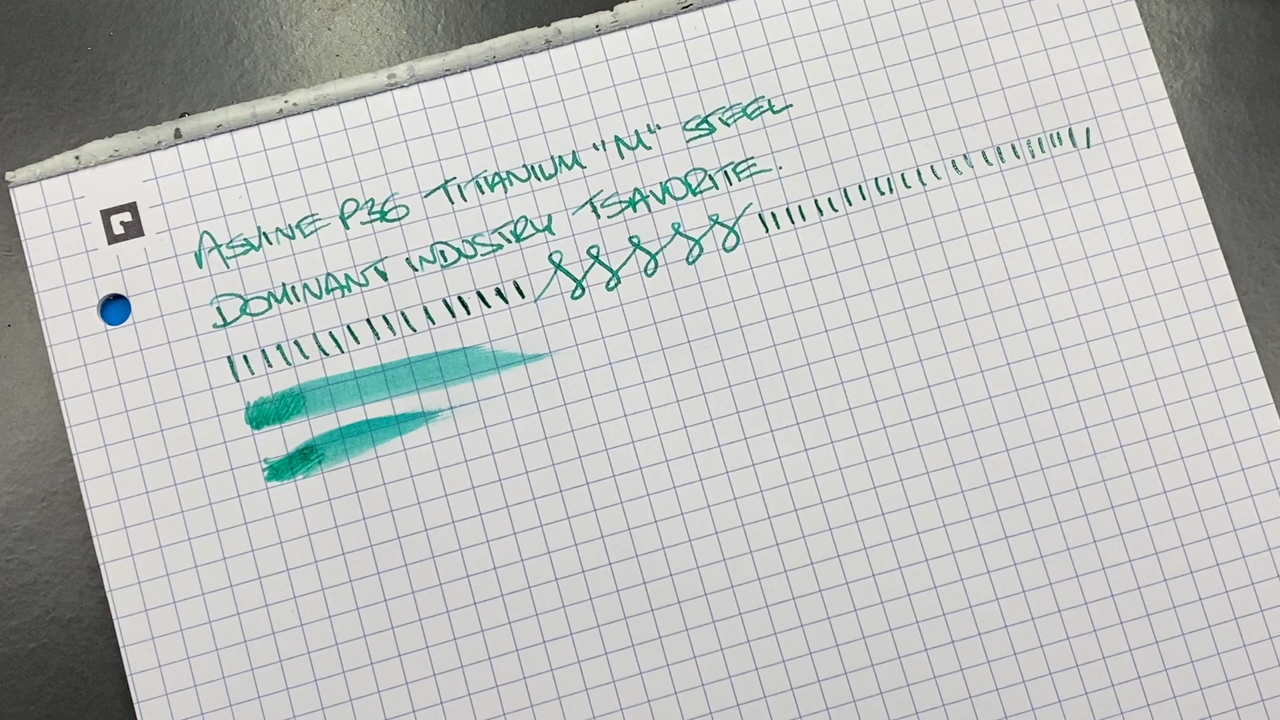 ASVINE P36 TITANIUM "M" STEEL
DOMINANT INDUSTRY TSAVORITE.